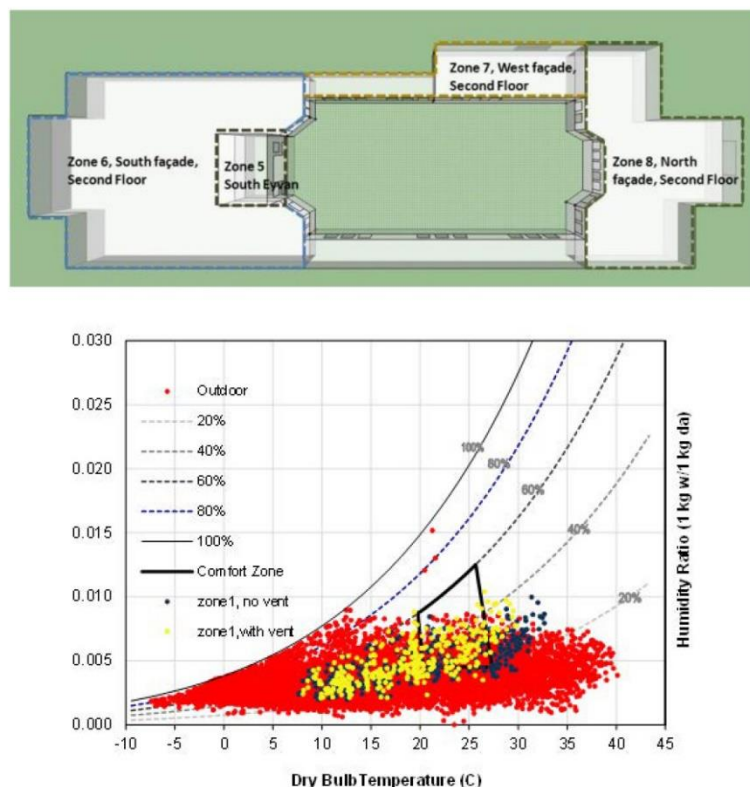 Zone 7, West façade,
Second Floor
Zone 6, South façade,
Second Floor
Zone 5
South Eyvan
Zone 8, North
façade, Second Floor
0.030
0.025
0.020
0.015
0.010
0.005
0.000
Outdoor
20%
40%
60%
80%
100%
Comfort Zone
zone1, no vent
zone1,with vent
100%
80%
60%
40%
20%
Humidity Ratio (1 kg w/1 kg da)
-10 -5 0 5 10 15 20 25 30 35 40 45
Dry Bulb Temperature (C)